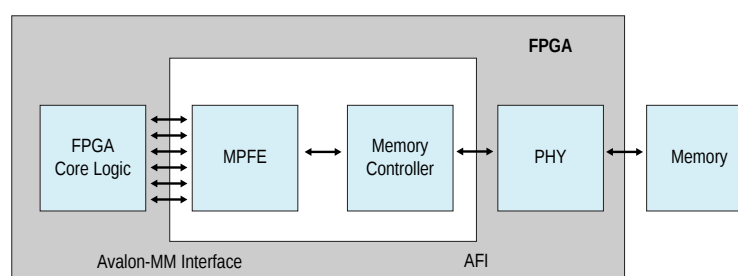 FPGA
FPGA
Core Logic
MPFE
Memory
Controller
PHY
Memory
Avalon-MM Interface
AFI